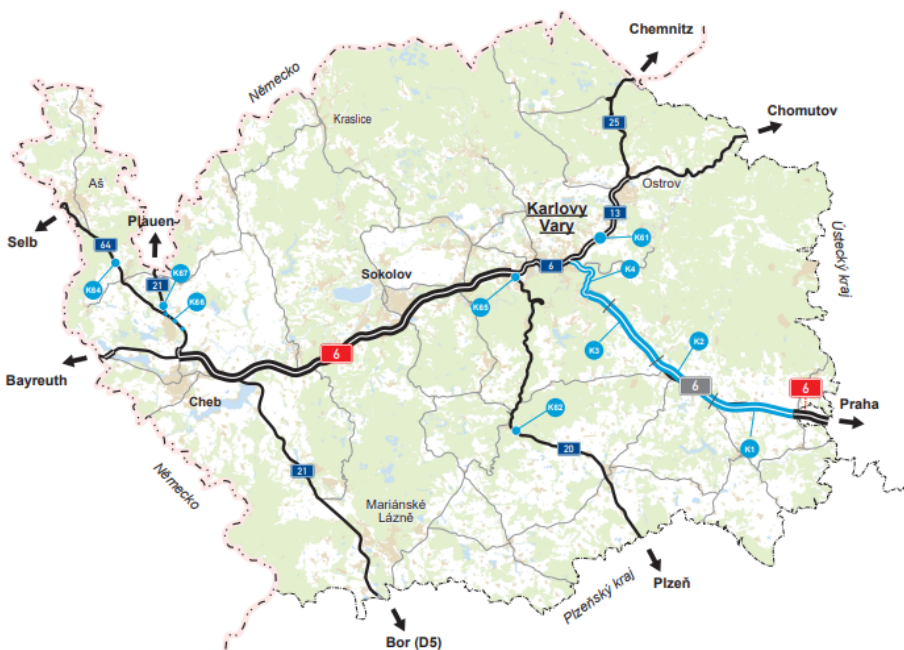 Chemnitz
Německo
Chomutov
Kraslice
25
Aš
Ostrov
Karlovy
Vary
13
Plauen
Selb
64
K61
Ústecký kraj
K67
21
K64
Sokolov
6
K4
K66
K65
6
K3
K2
6
6
Bayreuth
Praha
Cheb
K62
K1
20
21
Německo
Mariánské
Lázně
Plzeňský kraj
Plzeň
Bor (D5)